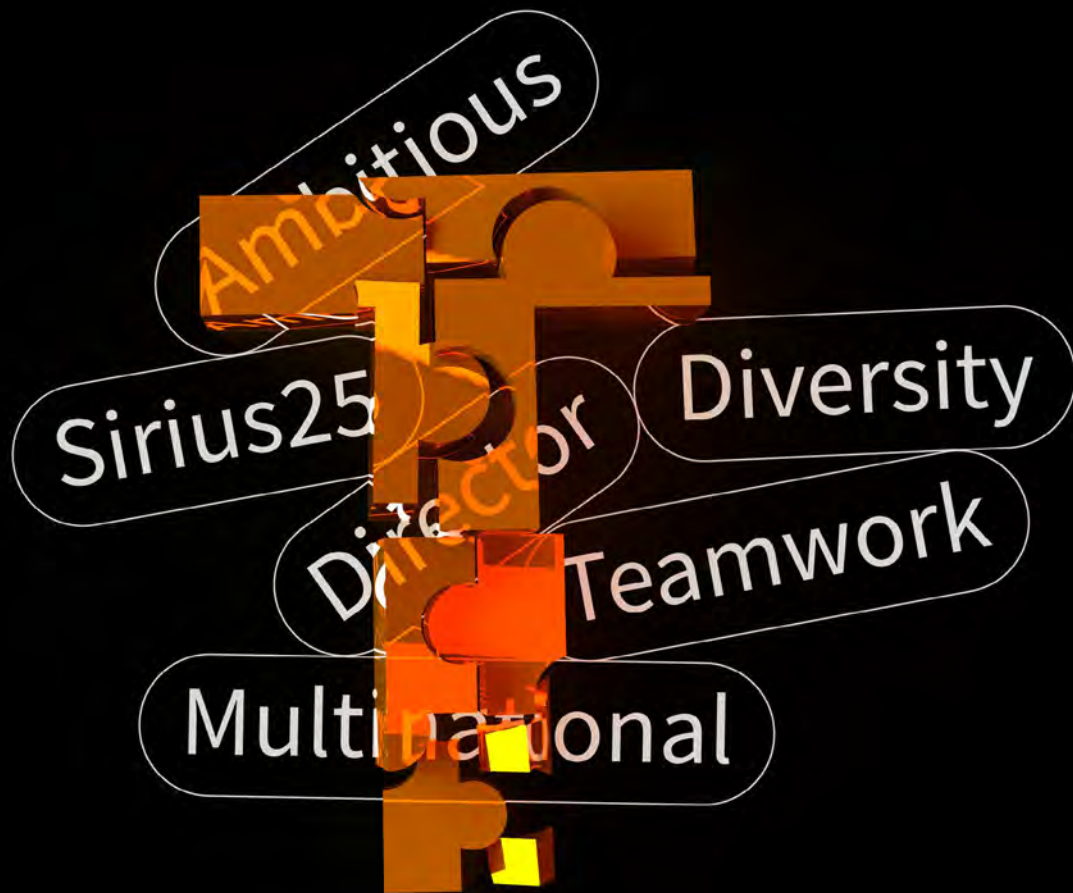 Ambitious
Sirius25
Diversity
Director
Teamwork
Multinational